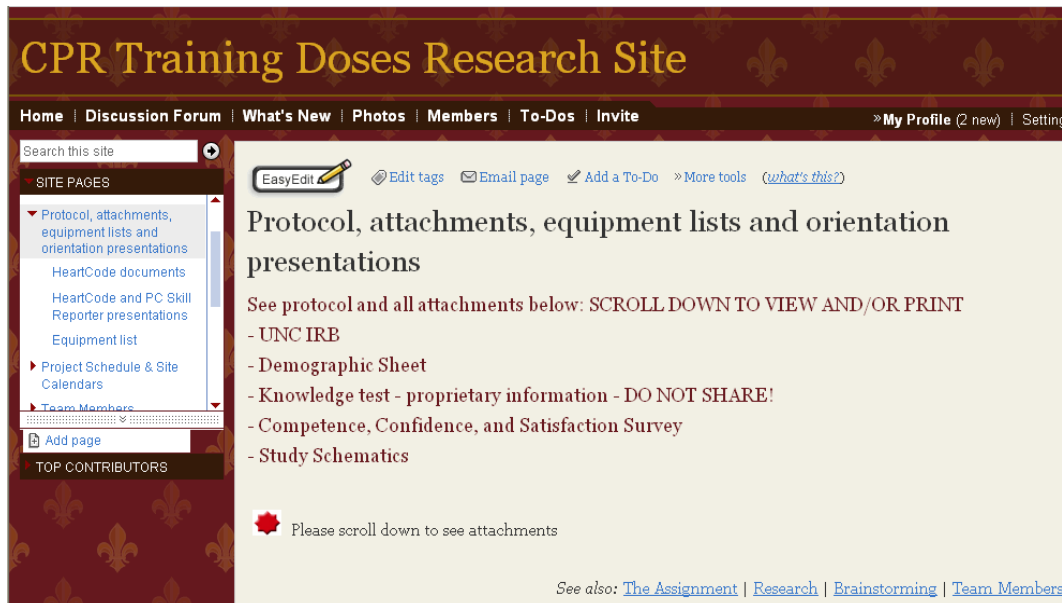 CPR Training Doses Research Site
Home | Discussion Forum | What's New | Photos | Members | To-Dos | Invite
»My Profile (2 new) | Setting
Search this site
SITE PAGES
Protocol, attachments,
equipment lists and
orientation presentations
HeartCode documents
HeartCode and PC Skill
Reporter presentations
Equipment list
Project Schedule & Site
Calendars
Team Members
Add page
TOP CONTRIBUTORS
EasyEdit Edit tags Email page Add a To-Do »More tools (what's this?)
Protocol, attachments, equipment lists and orientation
presentations
See protocol and all attachments below: SCROLL DOWN TO VIEW AND/OR PRINT
- UNC IRB
- Demographic Sheet
- Knowledge test - proprietary information - DO NOT SHARE!
- Competence, Confidence, and Satisfaction Survey
- Study Schematics
Please scroll down to see attachments
See also: The Assignment | Research | Brainstorming | Team Members